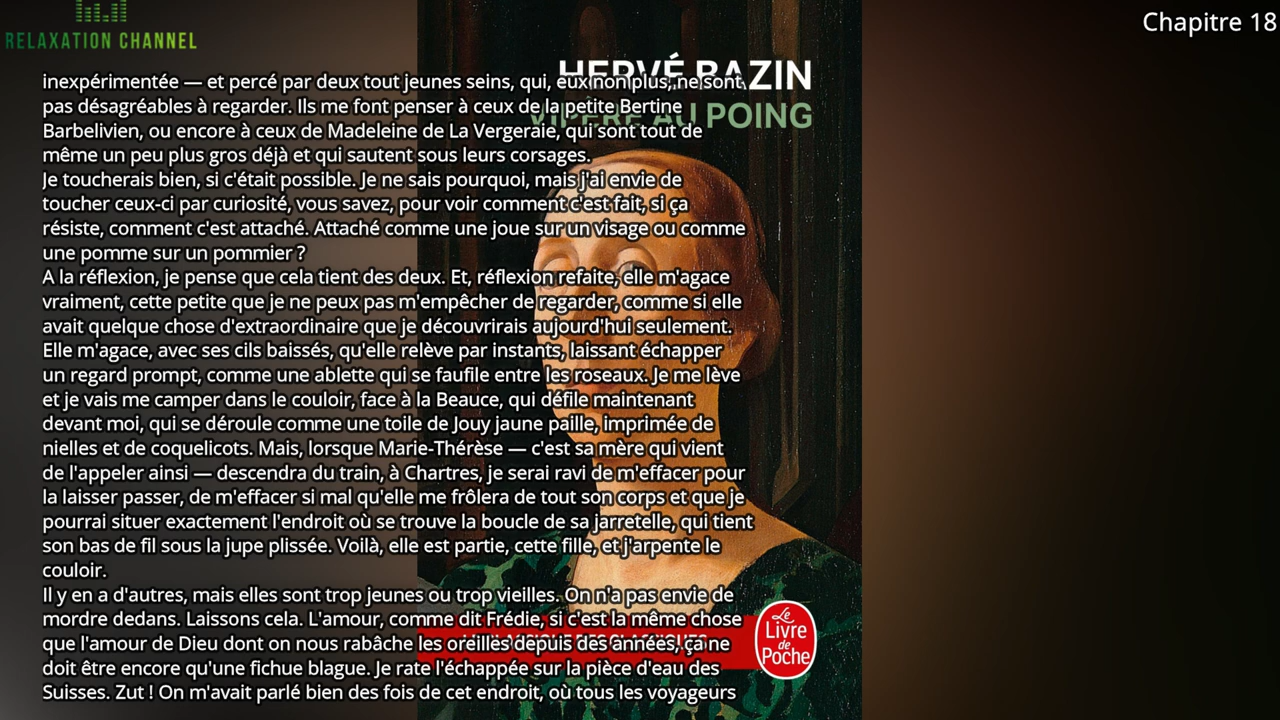 RELAXATION CHANNEL
Chapitre 18
HERVÉ BAZIN
VIPÈRE AU POING
inexpérimentée — et percé par deux tout jeunes seins, qui, eux non plus, ne sont
pas désagréables à regarder. Ils me font penser à ceux de la petite Bertine
Barbelivien, ou encore à ceux de Madeleine de La Vergeraie, qui sont tout de
même un peu plus gros déjà et qui sautent sous leurs corsages.
Je toucherais bien, si c'était possible. Je ne sais pourquoi, mais j'ai envie de
toucher ceux-ci par curiosité, vous savez, pour voir comment c'est fait, si ça
résiste, comment c'est attaché. Attaché comme une joue sur un visage ou comme
une pomme sur un pommier ?
A la réflexion, je pense que cela tient des deux. Et, réflexion refaite, elle m'agace
vraiment, cette petite que je ne peux pas m'empêcher de regarder, comme si elle
avait quelque chose d'extraordinaire que je découvrirais aujourd'hui seulement.
Elle m'agace, avec ses cils baissés, qu'elle relève par instants, laissant échapper
un regard prompt, comme une ablette qui se faufile entre les roseaux. Je me lève
et je vais me camper dans le couloir, face à la Beauce, qui défile maintenant
devant moi, qui se déroule comme une toile de Jouy jaune paille, imprimée de
nielles et de coquelicots. Mais, lorsque Marie-Thérèse — c'est sa mère qui vient
de l'appeler ainsi — descendra du train, à Chartres, je serai ravi de m'effacer pour
la laisser passer, de m'effacer si mal qu'elle me frôlera de tout son corps et que je
pourrai situer exactement l'endroit où se trouve la boucle de sa jarretelle, qui tient
son bas de fil sous la jupe plissée. Voilà, elle est partie, cette fille, et j'arpente le
couloir.
Il y en a d'autres, mais elles sont trop jeunes ou trop vieilles. On n'a pas envie de
mordre dedans. Laissons cela. L'amour, comme dit Frédie, si c'est la même chose
que l'amour de Dieu dont on nous rabâche les oreilles depuis des années, ça ne
doit être encore qu'une fichue blague. Je rate l'échappée sur la pièce d'eau des
Suisses. Zut ! On m'avait parlé bien des fois de cet endroit, où tous les voyageurs
Le
Livre
de
Poche